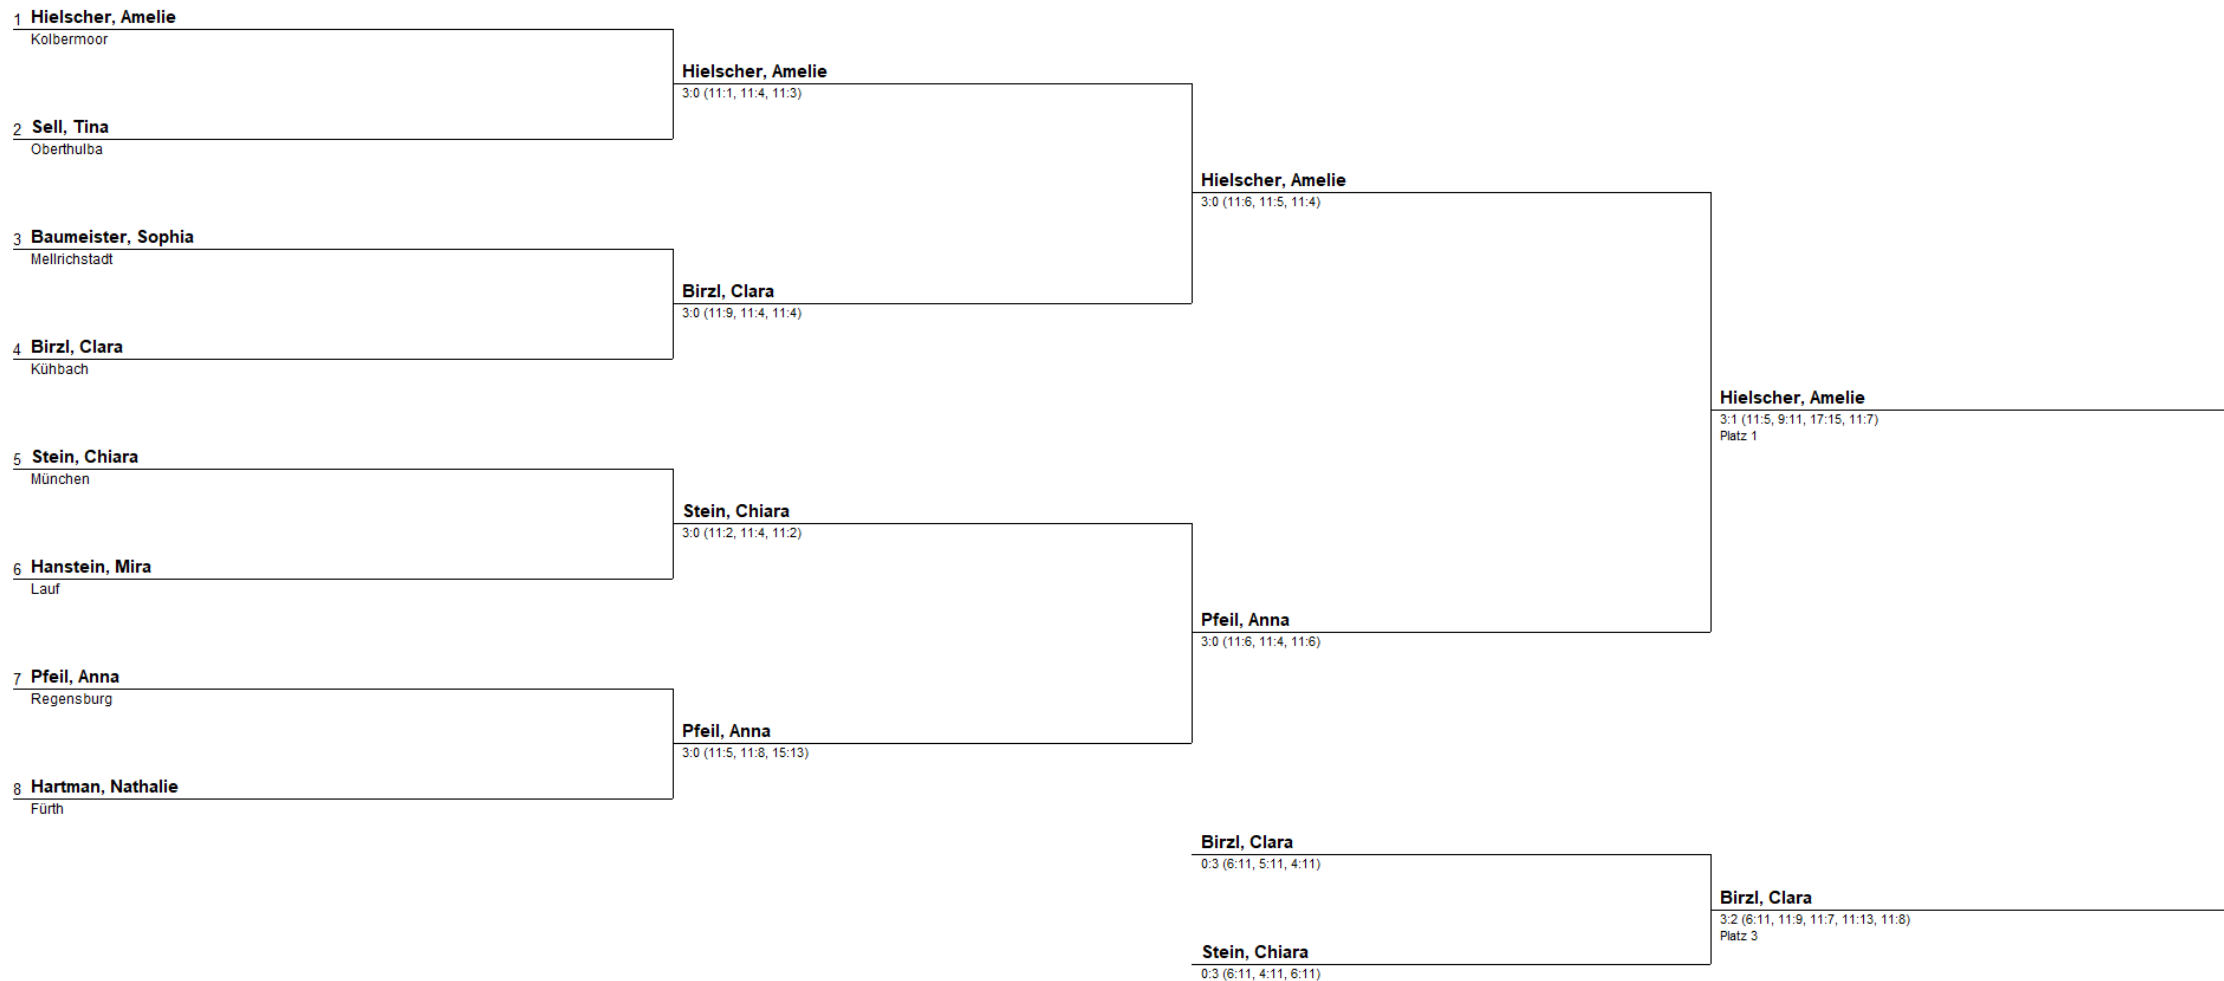 1 Hielscher, Amelie
Kolbermoor
2 Sell, Tina
Oberthulba
3 Baumeister, Sophia
Mellrichstadt
4 Birzl, Clara
Kühbach
5 Stein, Chiara
München
6 Hanstein, Mira
Lauf
7 Pfeil, Anna
Regensburg
8 Hartman, Nathalie
Fürth
Hielscher, Amelie
3:0 (11:1, 11:4, 11:3)
Birzl, Clara
3:0 (11:9, 11:4, 11:4)
Stein, Chiara
3:0 (11:2, 11:4, 11:2)
Pfeil, Anna
3:0 (11:5, 11:8, 15:13)
Hielscher, Amelie
3:0 (11:6, 11:5, 11:4)
Pfeil, Anna
3:0 (11:6, 11:4, 11:6)
Birzl, Clara
0:3 (6:11, 5:11, 4:11)
Stein, Chiara
0:3 (6:11, 4:11, 6:11)
Hielscher, Amelie
3:1 (11:5, 9:11, 17:15, 11:7)
Platz 1
Birzl, Clara
3:2 (6:11, 11:9, 11:7, 11:13, 11:8)
Platz 3